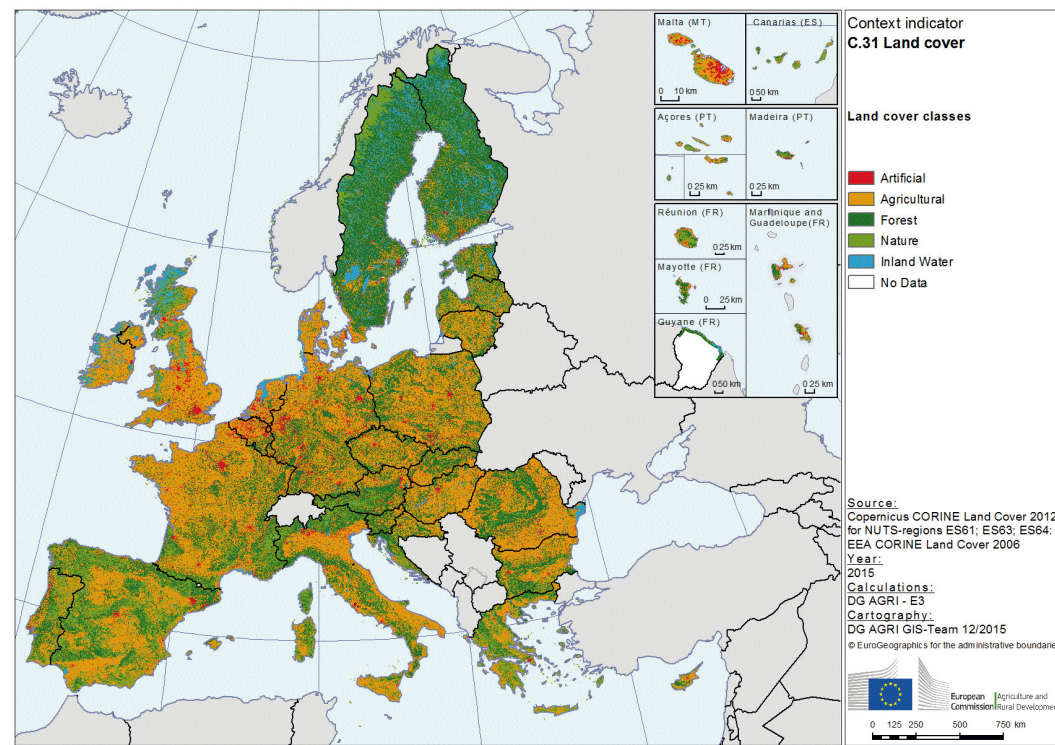 Context indicator
C.31 Land cover
Land cover classes
Artificial
Agricultural
Forest
Nature
Inland Water
No Data
Malta (MT)
0 10 km
Canarias (ES)
0 50 km
Açores (PT)
0 25 km
Madeira (PT)
0 25 km
Réunion (FR)
0 25 km
Martinique and
Guadeloupe(FR)
0 25 km
Mayotte (FR)
0 25 km
Guyane (FR)
0 50 km
Source:
Copernicus CORINE Land Cover 2012
for NUTS-regions ES61; ES63; ES64:
EEA CORINE Land Cover 2006
Year:
2015
Calculations:
DG AGRI - E3
Cartography:
DG AGRI GIS-Team 12/2015
© EuroGeographics for the administrative boundarie
European
Commission
Agriculture and
Rural Developme
0 125 250 500 750 km